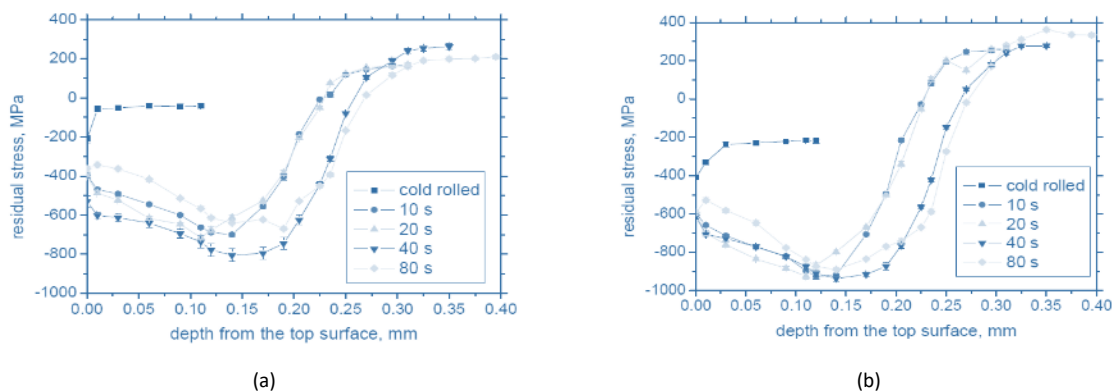 400
200
0
-200
-400
-600
-800
-1000
residual stress, MPa
0.00 0.05 0.10 0.15 0.20 0.25 0.30 0.35 0.40
depth from the top surface, mm
cold rolled
10 s
20 s
40 s
80 s
(a)
400
200
0
-200
-400
-600
-800
-1000
residual stress, MPa
0.00 0.05 0.10 0.15 0.20 0.25 0.30 0.35 0.40
depth from the top surface, mm
cold rolled
10 s
20 s
40 s
80 s
(b)